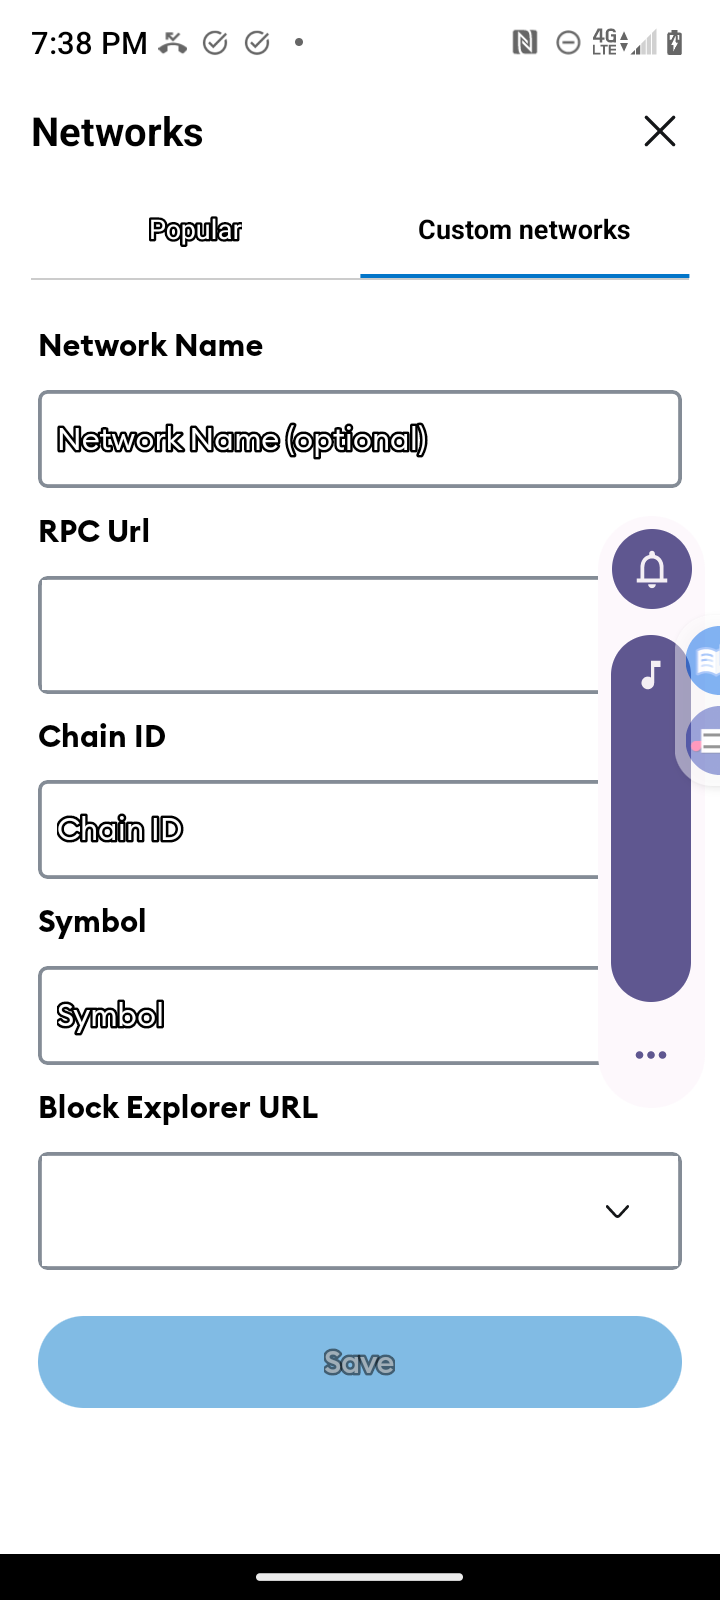 7:38 PM
4G
LTE
Networks
Popular
Custom networks
Network Name
Network Name (optional)
RPC Url
Chain ID
Chain ID
Symbol
Symbol
Block Explorer URL
Save